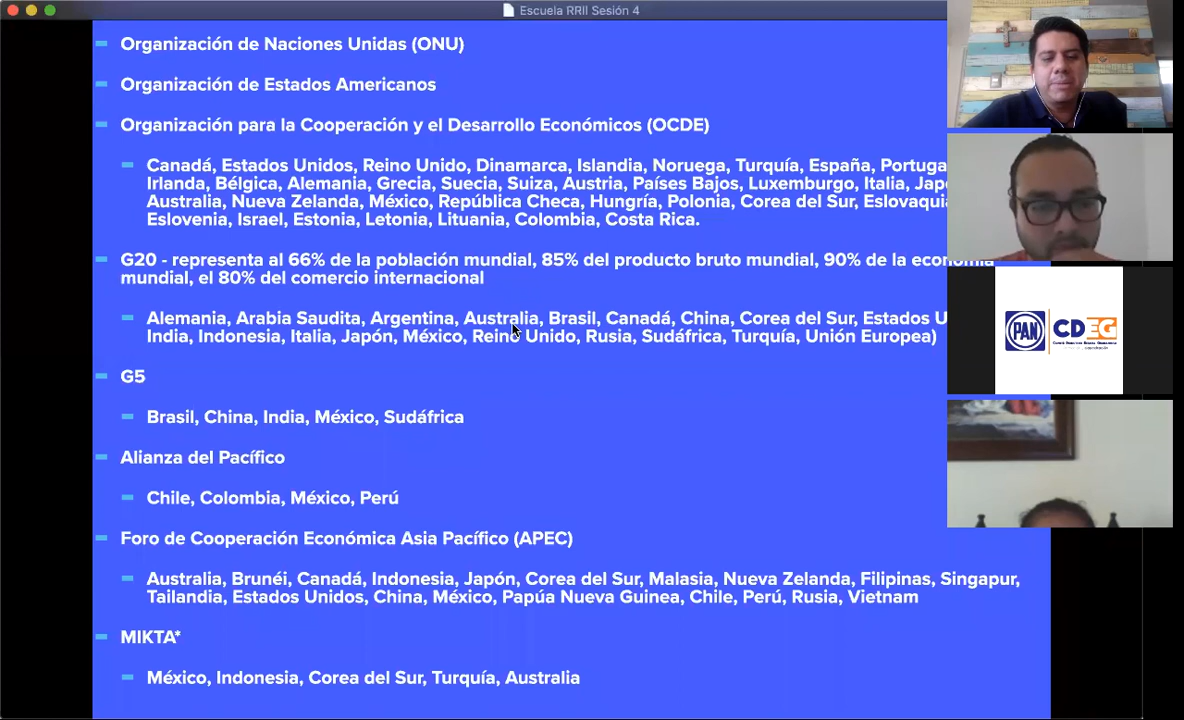 Escuela RRII Sesión 4
Organización de Naciones Unidas (ONU)
Organización de Estados Americanos
Organización para la Cooperación y el Desarrollo Económicos (OCDE)
Canadá, Estados Unidos, Reino Unido, Dinamarca, Islandia, Noruega, Turquía, España,
Irlanda, Bélgica, Alemania, Grecia, Suecia, Suiza, Austria, Países Bajos, Luxemburgo, Italia,
Australia, Nueva Zelanda, México, República Checa, Hungría, Polonia, Corea del Sur,
Eslovenia, Israel, Estonia, Letonia, Lituania, Colombia, Costa Rica.
G20 - representa al 66% de la población mundial, 85% del producto bruto mundial, 90% de la economía
mundial, el 80% del comercio internacional
Alemania, Arabia Saudita, Argentina, Australia, Brasil, Canadá, China, Corea del Sur, Estados
India, Indonesia, Italia, Japón, México, Reino Unido, Rusia, Sudáfrica, Turquía, Unión Europea)
G5
Brasil, China, India, México, Sudáfrica
Alianza del Pacífico
Chile, Colombia, México, Perú
Foro de Cooperación Económica Asia Pacífico (APEC)
Australia, Brunéi, Canadá, Indonesia, Japón, Corea del Sur, Malasia, Nueva Zelanda, Filipinas, Singapur,
Tailandia, Estados Unidos, China, México, Papúa Nueva Guinea, Chile, Perú, Rusia, Vietnam
MIKTA*
México, Indonesia, Corea del Sur, Turquía, Australia
PAN
CDEG